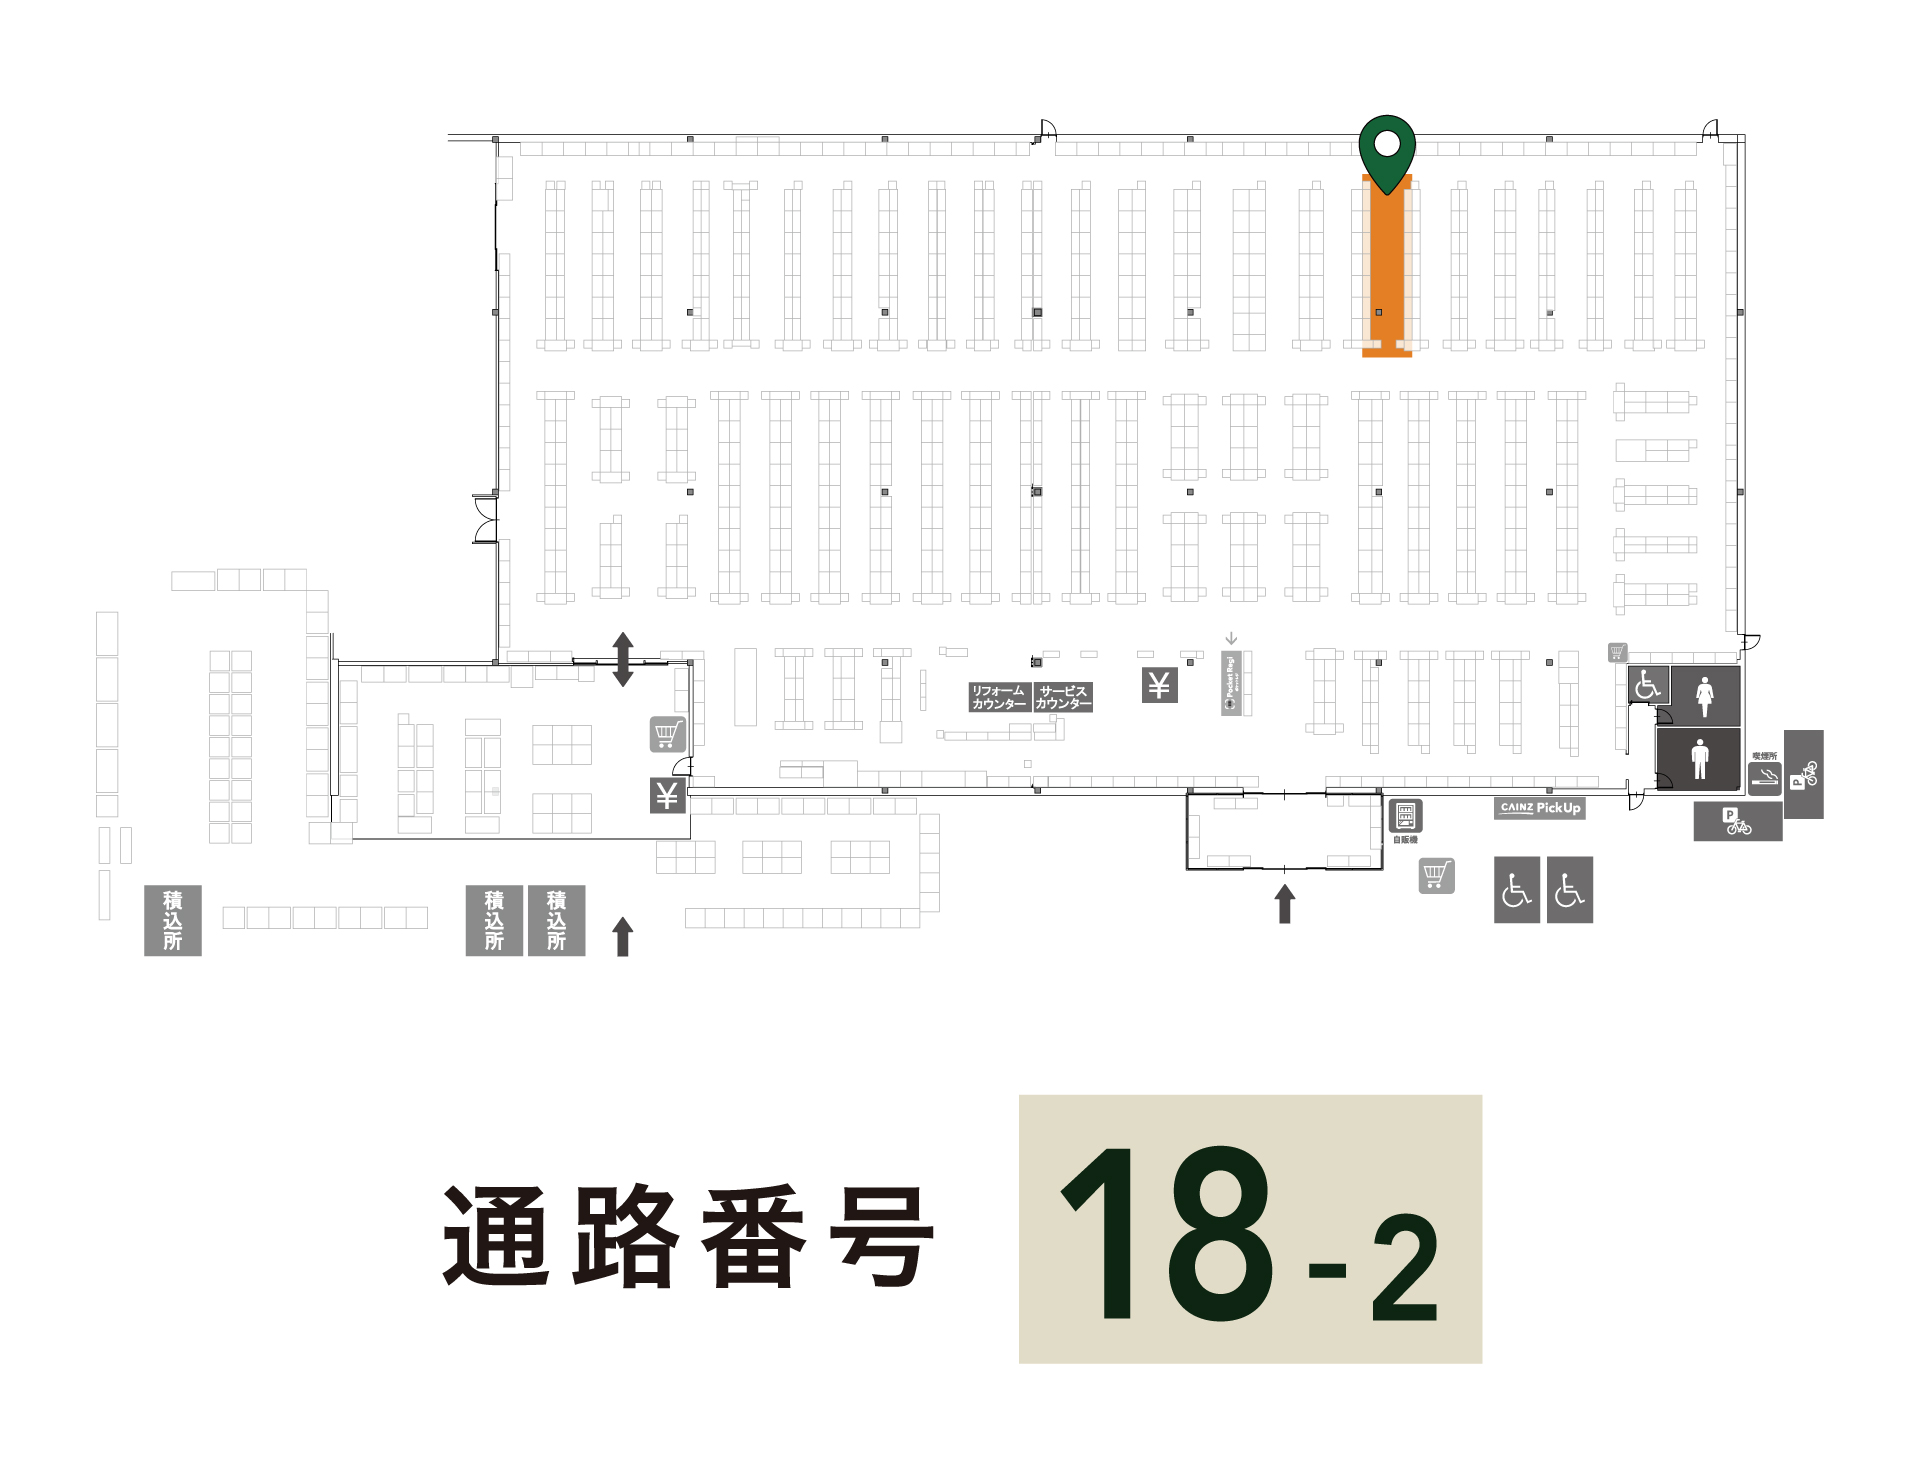 Pocket Regi
リフォーム
カウンター
サービス
カウンター
¥
¥
喫煙所
P
P
CAINZ PickUp
自販機
積込所
積込所
積込所
通路番号 18-2